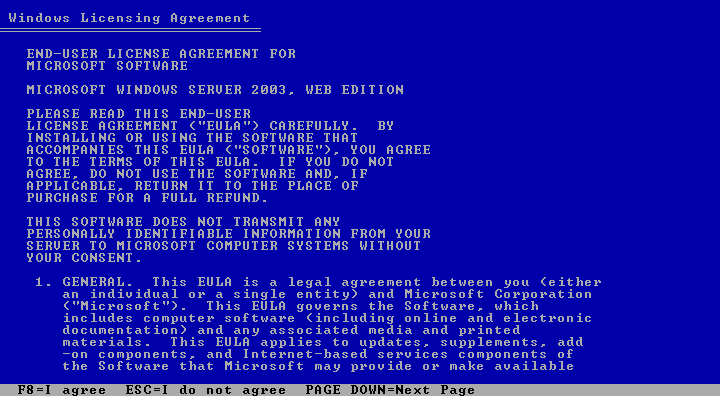 Windows Licensing Agreement
END-USER LICENSE AGREEMENT FOR
MICROSOFT SOFTWARE
MICROSOFT WINDOWS SERVER 2003, WEB EDITION
PLEASE READ THIS END-USER
LICENSE AGREEMENT ("EULA") CAREFULLY.  BY
INSTALLING OR USING THE SOFTWARE THAT
ACCOMPANIES THIS EULA ("SOFTWARE"), YOU AGREE
TO THE TERMS OF THIS EULA.  IF YOU DO NOT
AGREE, DO NOT USE THE SOFTWARE AND, IF
APPLICABLE, RETURN IT TO THE PLACE OF
PURCHASE FOR A FULL REFUND.
THIS SOFTWARE DOES NOT TRANSMIT ANY
PERSONALLY IDENTIFIABLE INFORMATION FROM YOUR
SERVER TO MICROSOFT COMPUTER SYSTEMS WITHOUT
YOUR CONSENT.
1. GENERAL.  This EULA is a legal agreement between you (either
an individual or a single entity) and Microsoft Corporation
("Microsoft").  This EULA governs the Software, which
includes computer software (including online and electronic
documentation) and any associated media and printed
materials.  This EULA applies to updates, supplements, add
-on components, and Internet-based services components of
the Software that Microsoft may provide or make available
F8=I agree  ESC=I do not agree  PAGE DOWN=Next Page